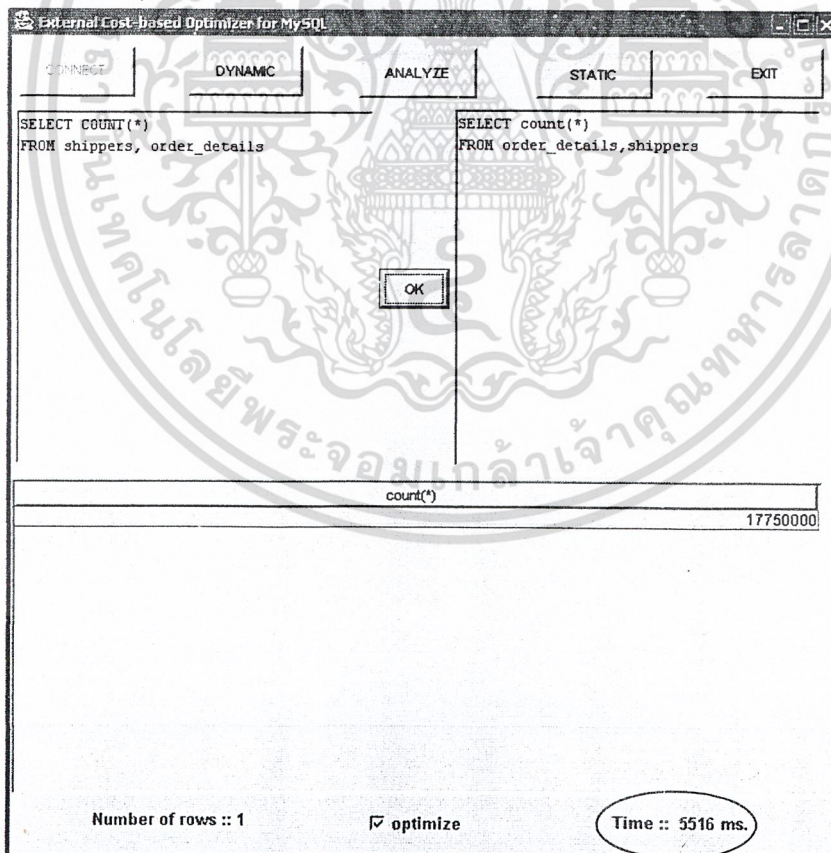 External Cost-based Optimizer for MySQL
CONNECT
DYNAMIC
ANALYZE
STATIC
EXIT
SELECT COUNT(*)
FROM shippers, order_details
SELECT count(*)
FROM order_details,shippers
OK
count(*)
17750000
Number of rows :: 1
optimize
Time :: 5516 ms.